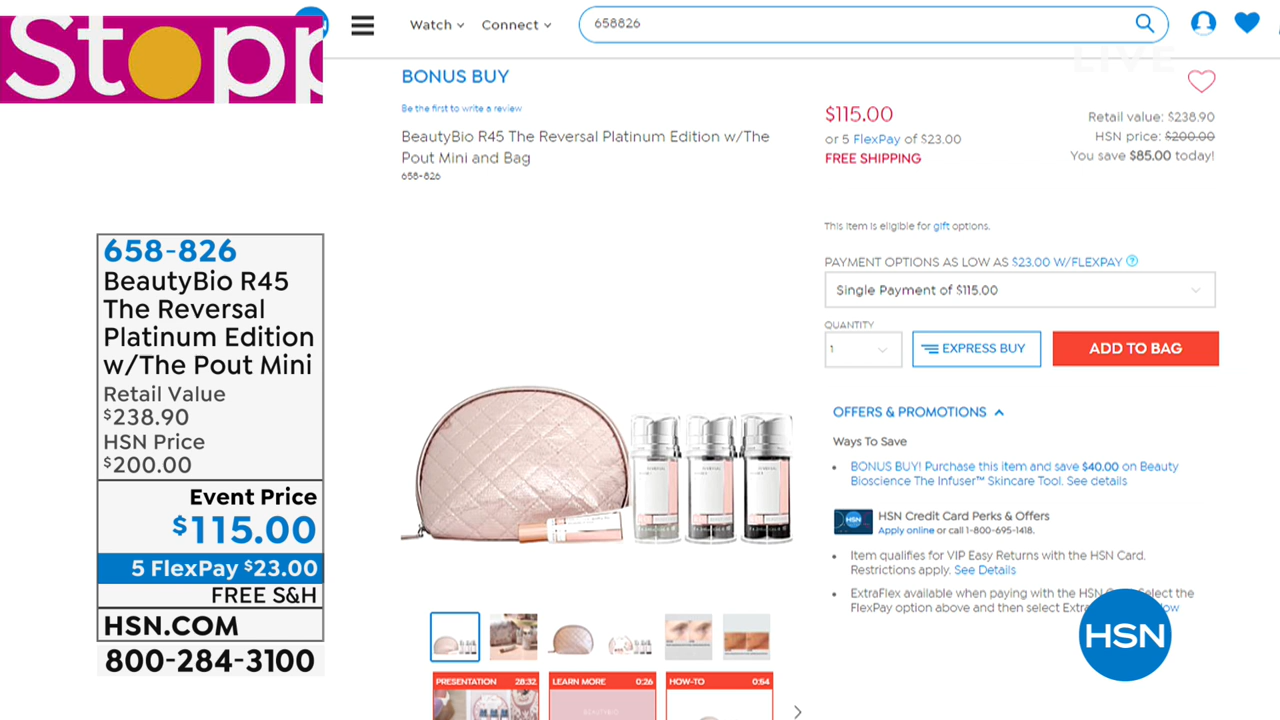 Stopp
Watch
Connect
658826
LIVE
BONUS BUY
Be the first to write a review
BeautyBio R45 The Reversal Platinum Edition w/The
Pout Mini and Bag
658-826
$115.00
or 5 FlexPay of $23.00
FREE SHIPPING
Retail value: $238.90
HSN price: $200.00
You save $85.00 today!
This item is eligible for gift options.
PAYMENT OPTIONS AS LOW AS $23.00 W/FLEXPAY ?
Single Payment of $115.00
QUANTITY
1
EXPRESS BUY
ADD TO BAG
OFFERS & PROMOTIONS
Ways To Save
BONUS BUY! Purchase this item and save $40.00 on Beauty
Bioscience The Infuser™ Skincare Tool. See details
HSN
HSN Credit Card Perks & Offers
Apply online or call 1-800-695-1418.
Item qualifies for VIP Easy Returns with the HSN Card.
Restrictions apply. See Details
ExtraFlex available when paying with the HSN
Select the
FlexPay option above and then select
HSN
658-826
BeautyBio R45
The Reversal
Platinum Edition
w/The Pout Mini
Retail Value
$238.90
HSN Price
$200.00
Event Price
$115.00
5 FlexPay $23.00
FREE S&H
HSN.COM
800-284-3100
PRESENTATION 28:32
LEARN MORE 0:26
HOW-TO 0:54